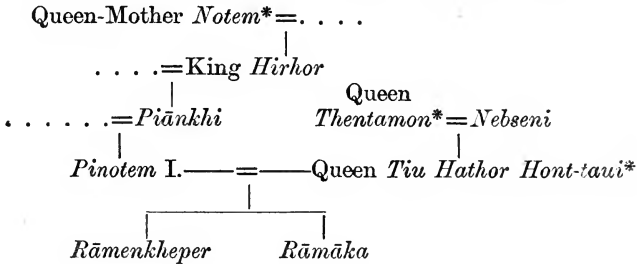 Queen-Mother Notem*=. . . .
. . . .=King Hirhor
Queen
. . . . . .=Piānkhi Thentamon*=Nebseni
Pinotem I.——=——Queen Tiu Hathor Hont-taui*
Rāmenkheper Rāmāka